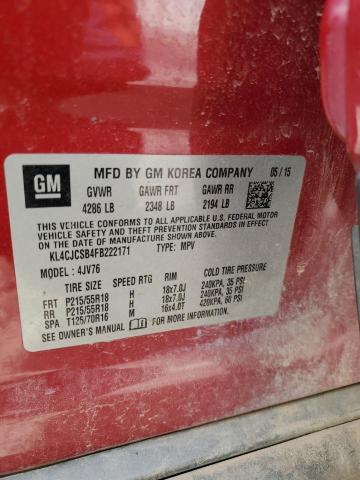 GM
MFD BY GM KOREA COMPANY 05/15
GVWR GAWR FRT GAWR RR
4286 LB 2348 LB 2194 LB
THIS VEHICLE CONFORMS TO ALL APPLICABLE U.S. FEDERAL MOTOR
VEHICLE SAFETY AND THEFT PREVENTION STANDARDS IN EFFECT ON
THE DATE OF MANUFACTURE SHOWN ABOVE.
KL4CJCSB4FB222171 TYPE: MPV
MODEL: 4JV76
TIRE SIZE SPEED RTG RIM COLD TIRE PRESSURE
FRT P215/55R18 H 18x7.0J 240KPA, 35 PSI
RR P215/55R18 H 18x7.0J 240KPA, 35 PSI
SPA T125/70R16 M 16x4.0T 420KPA, 60 PSI
SEE OWNER'S MANUAL FOR ADDITIONAL INFORMATION.